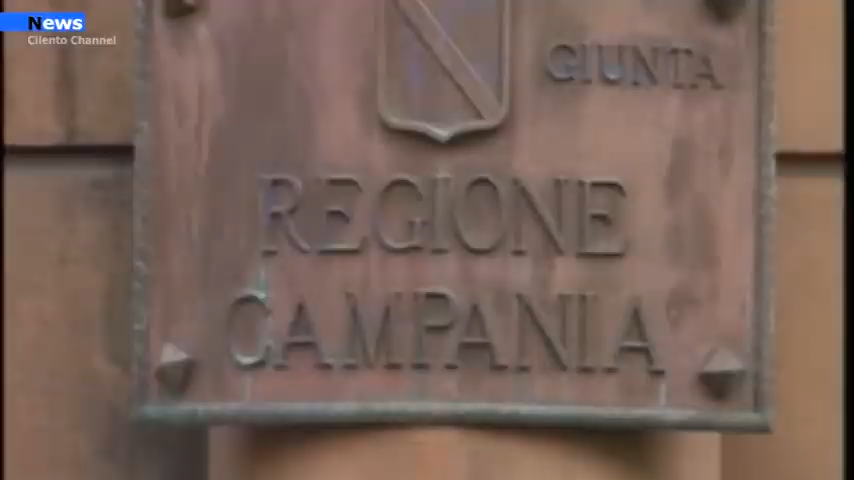 News
Cilento Channel
GIUNTA
REGIONE
CAMPANIA